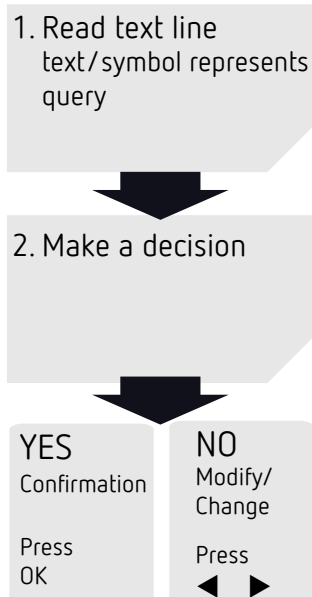 1. Read text line
text/symbol represents
query
2. Make a decision
YES
Confirmation
Press
OK
NO
Modify/
Change
Press
◀ ▶